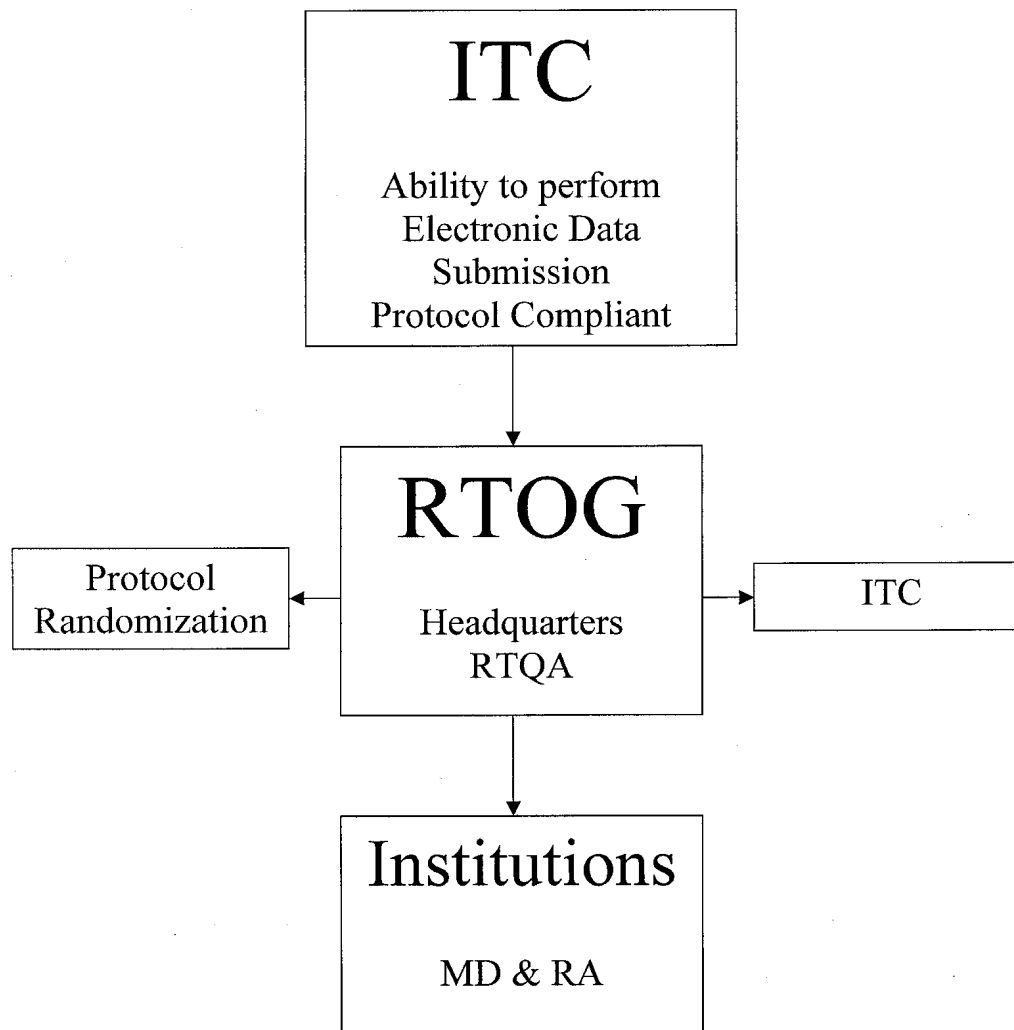 ITC
Ability to perform
Electronic Data
Submission
Protocol Compliant
RTOG
Headquarters
RTQA
Protocol
Randomization
ITC
Institutions
MD & RA